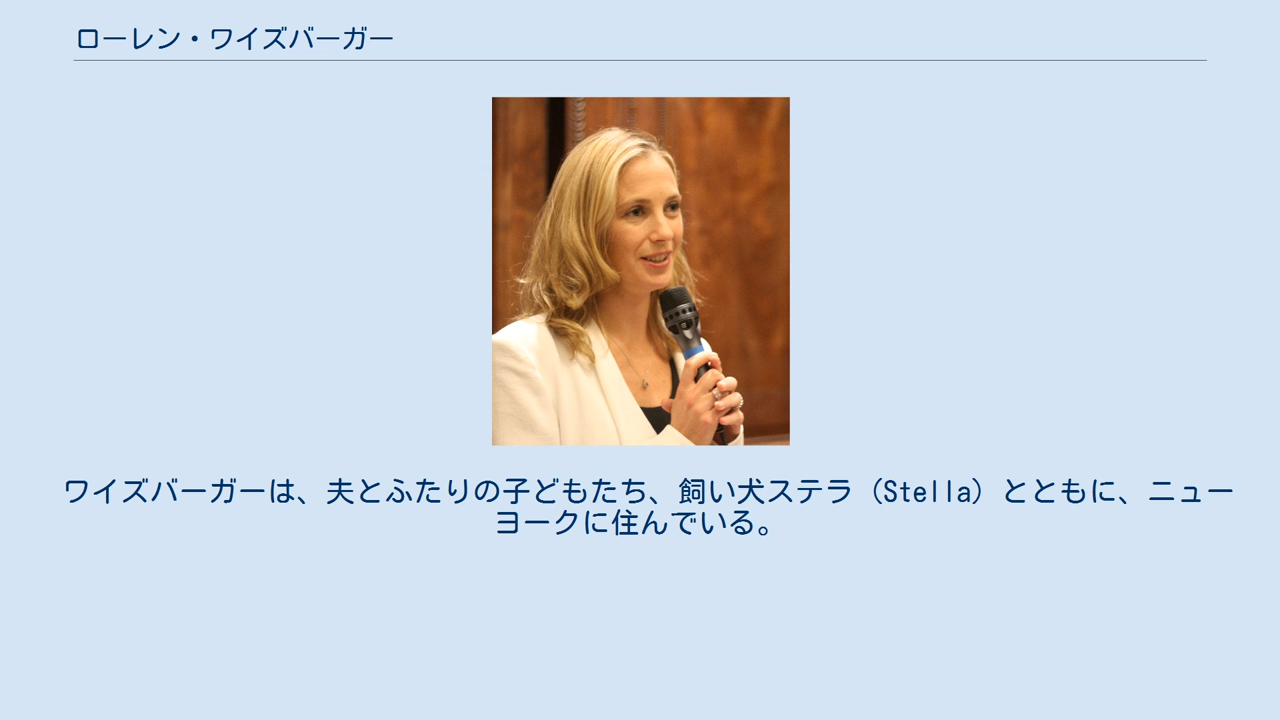 ローレン・ワイズバーガー
ワイズバーガーは、夫とふたりの子どもたち、飼い犬ステラ（Stella）とともに、ニュー
ヨークに住んでいる。